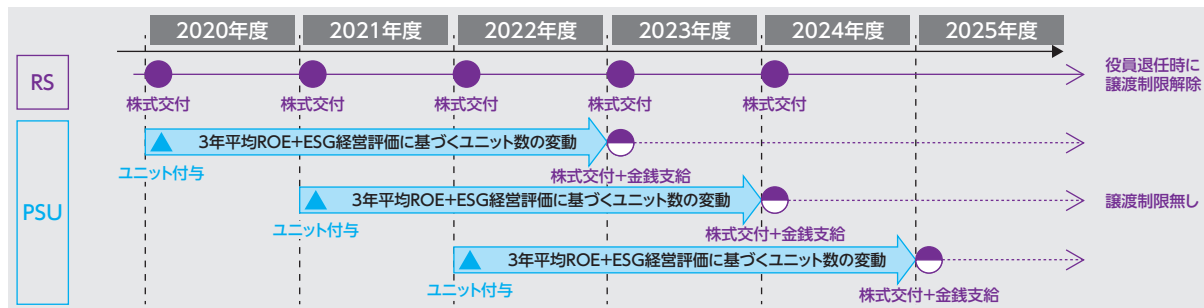 2020年度 2021年度 2022年度 2023年度 2024年度 2025年度
RS
株式交付 株式交付 株式交付 株式交付 株式交付
役員退任時に
譲渡制限解除
PSU
3年平均ROE+ESG経営評価に基づくユニット数の変動
ユニット付与
株式交付+金銭支給
3年平均ROE+ESG経営評価に基づくユニット数の変動
譲渡制限無し
ユニット付与
株式交付+金銭支給
3年平均ROE+ESG経営評価に基づくユニット数の変動
ユニット付与
株式交付+金銭支給